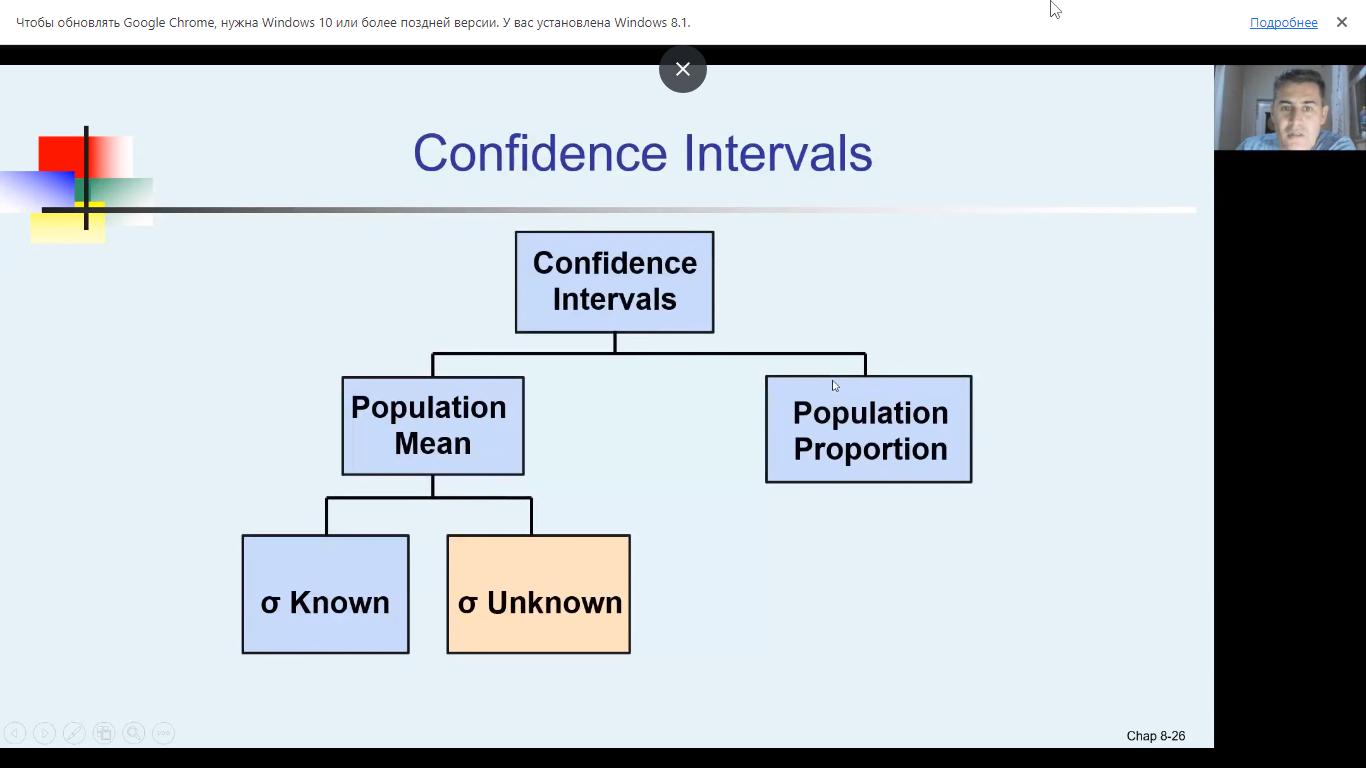 Чтобы обновлять Google Chrome, нужна Windows 10 или более поздней версии. У вас установлена Windows 8.1.
Подробнее
Confidence Intervals
Confidence
Intervals
Population
Mean
Population
Proportion
σ Known
σ Unknown
Chap 8-26